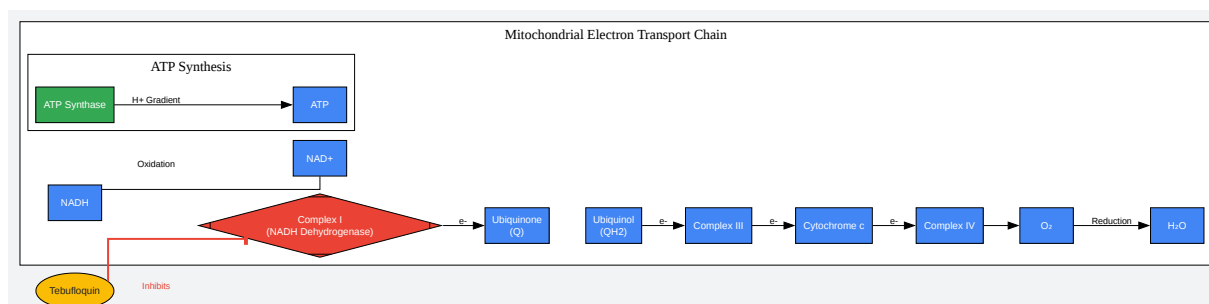 Mitochondrial Electron Transport Chain
ATP Synthesis
ATP Synthase
H+ Gradient
ATP
Oxidation
NAD+
NADH
Complex I
(NADH Dehydrogenase)
e-
Ubiquinone
(Q)
Ubiquinol
(QH2)
e-
Complex III
e-
Cytochrome c
e-
Complex IV
O₂
Reduction
H₂O
Tebufloquin
Inhibits